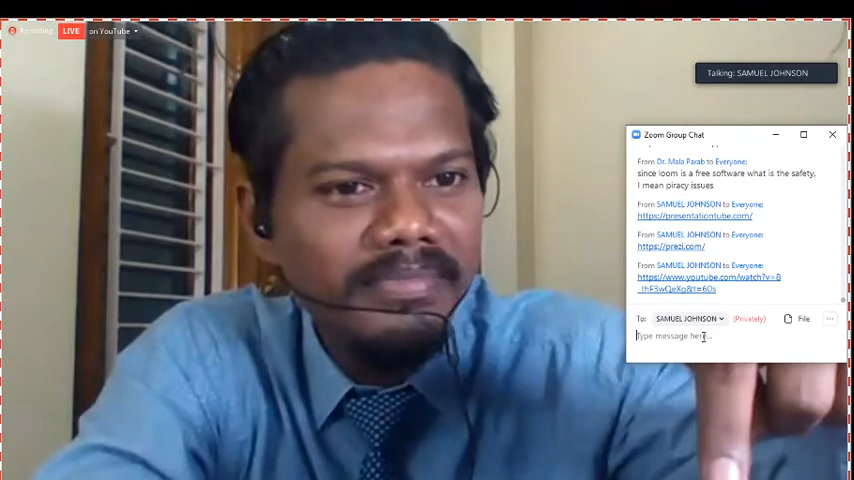 Recording LIVE on YouTube
Talking: SAMUEL JOHNSON
Zoom Group Chat
From Dr. Mala Parab to Everyone:
since loom is a free software what is the safety,
I mean piracy issues
From SAMUEL JOHNSON to Everyone:
https://presentationtube.com/
From SAMUEL JOHNSON to Everyone:
https://prezi.com/
From SAMUEL JOHNSON to Everyone:
https://www.youtube.com/watch?v=8
_thF3wQeXg&t=60s
To: SAMUEL JOHNSON (Privately) File
Type message here...